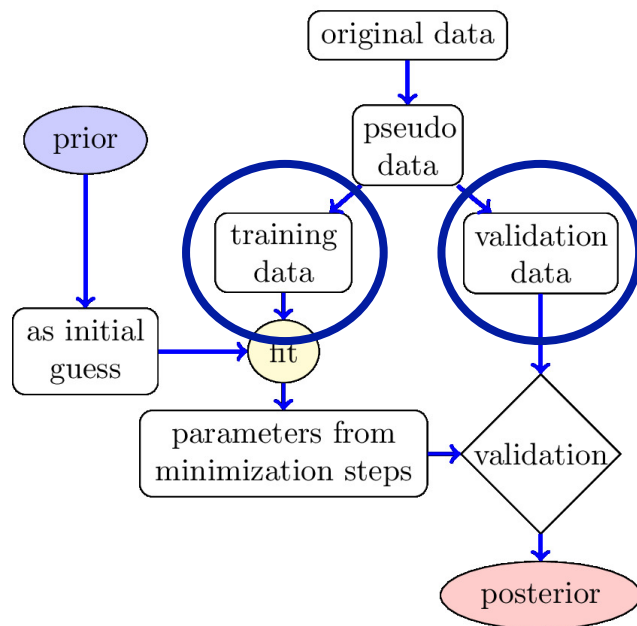 original data
pseudo
data
prior
training
data
validation
data
as initial
guess
fit
parameters from
minimization steps
validation
posterior